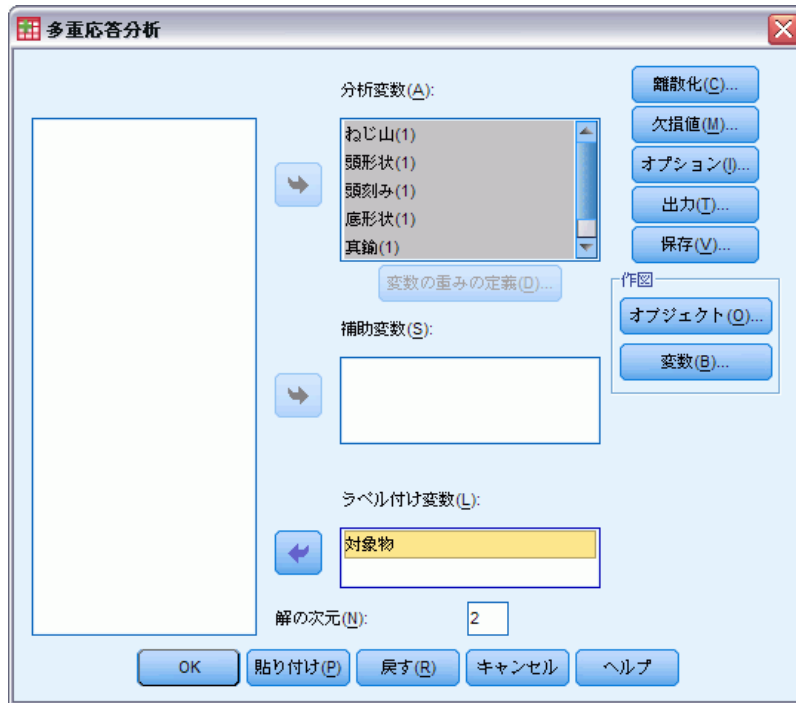 多重応答分析
分析変数(A):
ねじ山(1)
頭形状(1)
頭刻み(1)
底形状(1)
真鍮(1)
変数の重みの定義(D)...
補助変数(S):
ラベル付け変数(L):
対象物
解の次元(N):
2
離散化(C)...
欠損値(M)...
オプション(I)...
出力(T)...
保存(V)...
作図
オブジェクト(O)...
変数(B)...
OK
貼り付け(P)
戻す(R)
キャンセル
ヘルプ